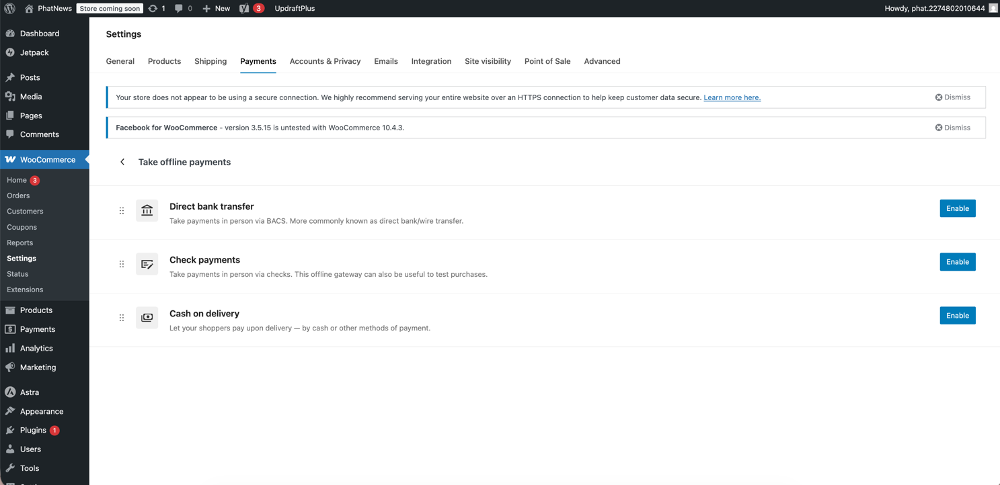 PhatNews Store coming soon 1 0 New 3 UpdraftPlus Howdy, phat.2274802010644
Dashboard
Jetpack
Posts
Media
Pages
Comments
WooCommerce
Home 3
Orders
Customers
Coupons
Reports
Settings
Status
Extensions
Products
Payments
Analytics
Marketing
Astra
Appearance
Plugins 1
Users
Tools
Settings
General Products Shipping Payments Accounts & Privacy Emails Integration Site visibility Point of Sale Advanced
Your store does not appear to be using a secure connection. We highly recommend serving your entire website over an HTTPS connection to help keep customer data secure. Learn more here. Dismiss
Facebook for WooCommerce - version 3.5.15 is untested with WooCommerce 10.4.3. Dismiss
Take offline payments
Direct bank transfer
Take payments in person via BACS. More commonly known as direct bank/wire transfer.
Enable
Check payments
Take payments in person via checks. This offline gateway can also be useful to test purchases.
Enable
Cash on delivery
Let your shoppers pay upon delivery — by cash or other methods of payment.
Enable